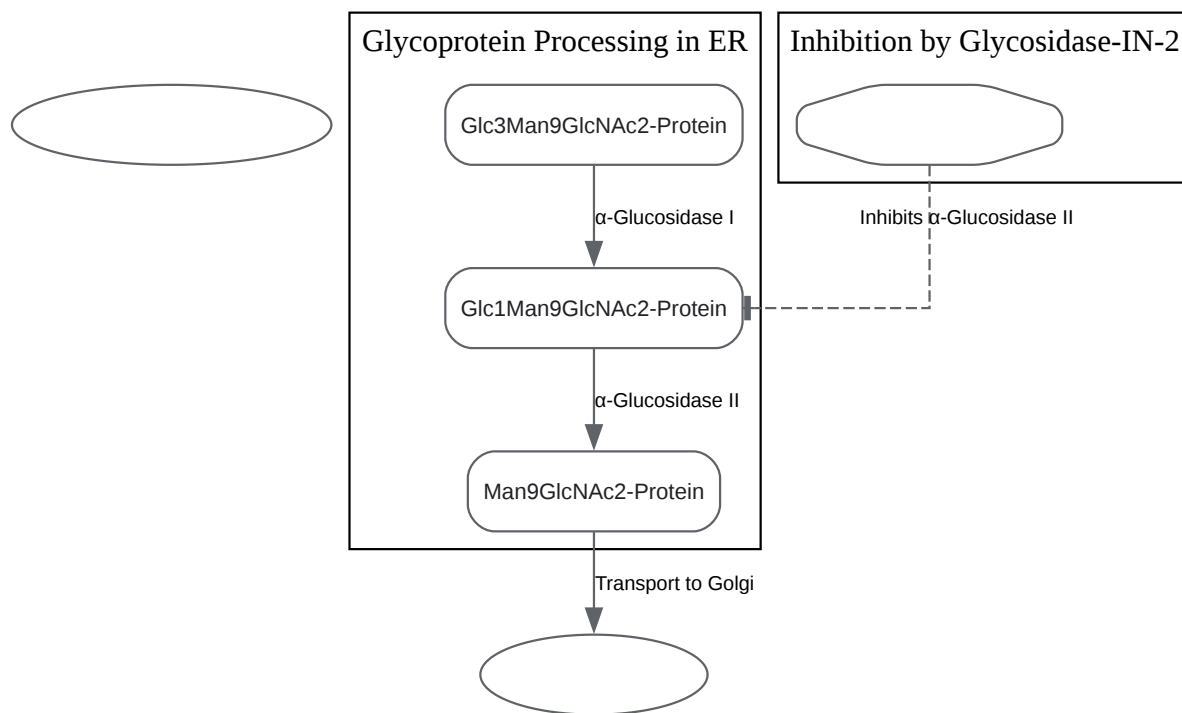 Glycoprotein Processing in ER
Inhibition by Glycosidase-IN-2
Glc3Man9GlcNAc2-Protein
α-Glucosidase I
Inhibits α-Glucosidase II
Glc1Man9GlcNAc2-Protein
α-Glucosidase II
Man9GlcNAc2-Protein
Transport to Golgi